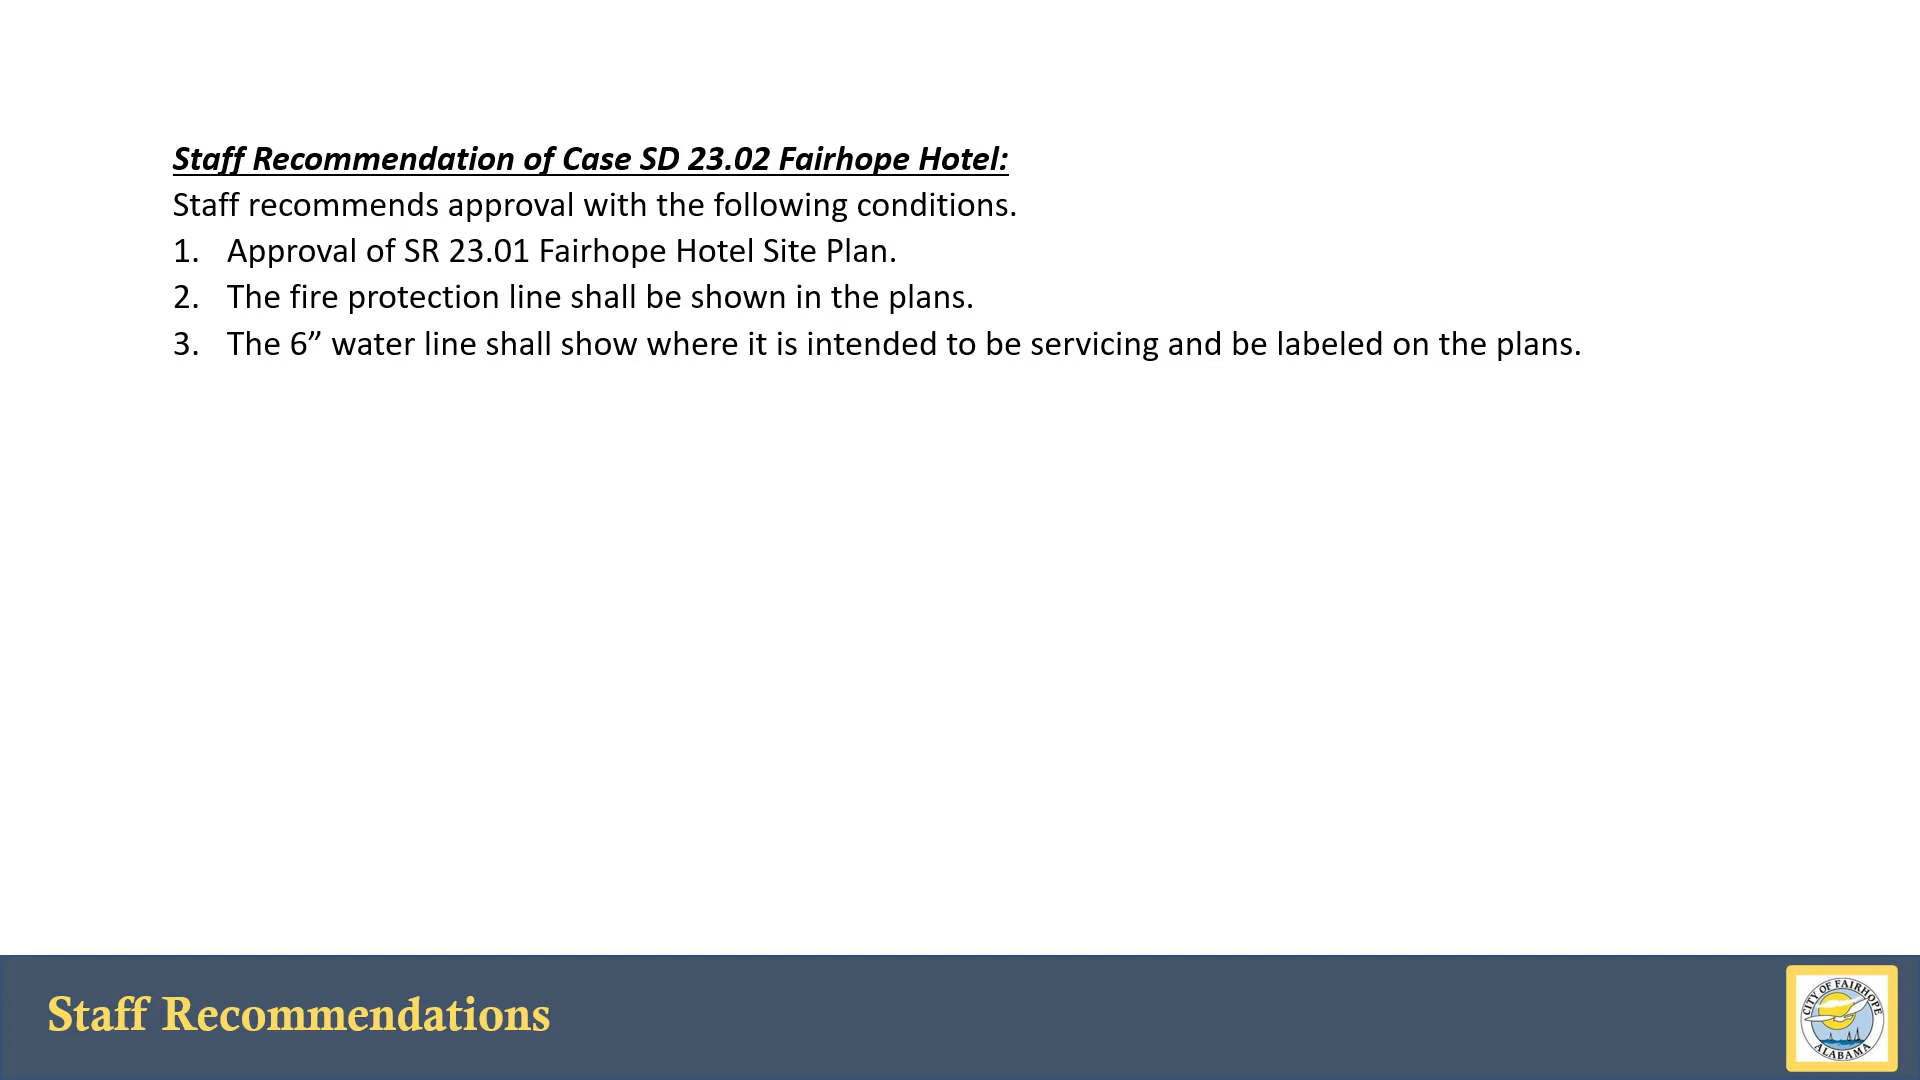 Staff Recommendation of Case SD 23.02 Fairhope Hotel:
Staff recommends approval with the following conditions.
1. Approval of SR 23.01 Fairhope Hotel Site Plan.
2. The fire protection line shall be shown in the plans.
3. The 6” water line shall show where it is intended to be servicing and be labeled on the plans.
Staff Recommendations
CITY OF FAIRHOPE
ALABAMA